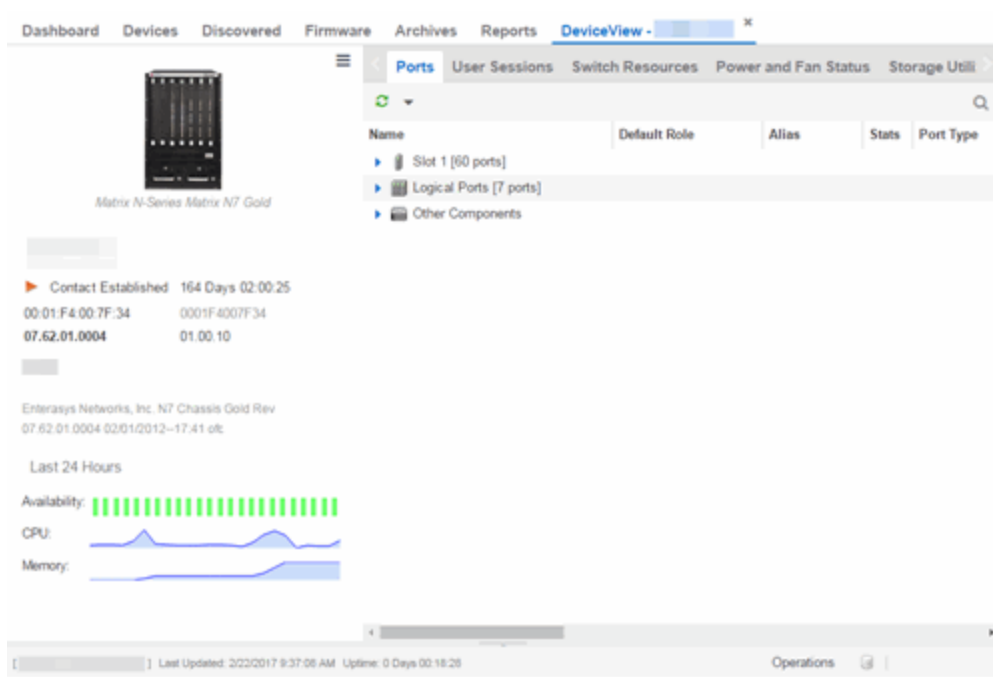 Dashboard Devices Discovered Firmware Archives Reports DeviceView -
Ports User Sessions Switch Resources Power and Fan Status Storage Utili
Name Default Role Alias Stats Port Type
Slot 1 [60 ports]
Logical Ports [7 ports]
Other Components
Matrix N-Series Matrix N7 Gold
Contact Established 164 Days 02:00:25
00:01:F4:00:7F:34 0001F4007F34
07.62.01.0004 01.00.10
Enterasys Networks, Inc. N7 Chassis Gold Rev
07.62.01.0004 02/01/2012--17:41 ofc
Last 24 Hours
Availability:
CPU:
Memory:
[ ] Last Updated: 2/22/2017 9:37:08 AM Uptime: 0 Days 00:18:28 Operations